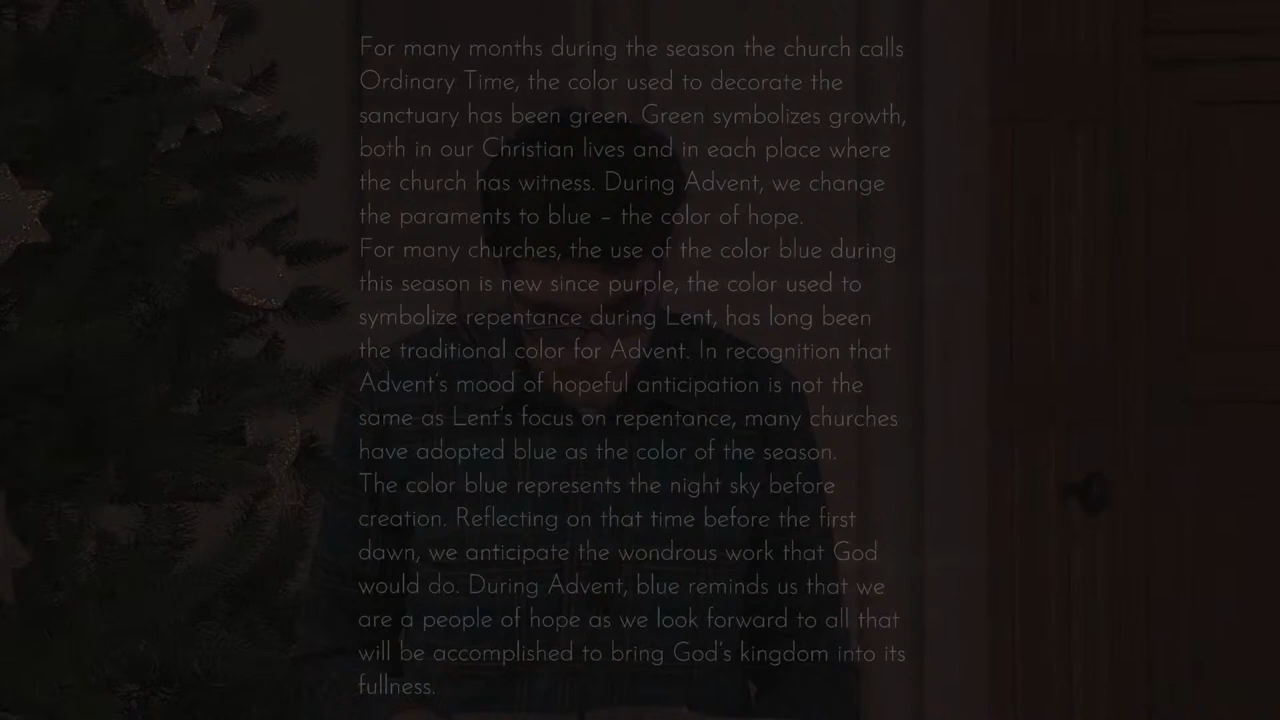 For many months during the season the church calls
Ordinary Time, the color used to decorate the
sanctuary has been green. Green symbolizes growth,
both in our Christian lives and in each place where
the church has witness. During Advent, we change
the paraments to blue – the color of hope.
For many churches, the use of the color blue during
this season is new since purple, the color used to
symbolize repentance during Lent, has long been
the traditional color for Advent. In recognition that
Advent's mood of hopeful anticipation is not the
same as Lent's focus on repentance, many churches
have adopted blue as the color of the season.
The color blue represents the night sky before
creation. Reflecting on that time before the first
dawn, we anticipate the wondrous work that God
would do. During Advent, blue reminds us that we
are a people of hope as we look forward to all that
will be accomplished to bring God's kingdom into its
fullness.